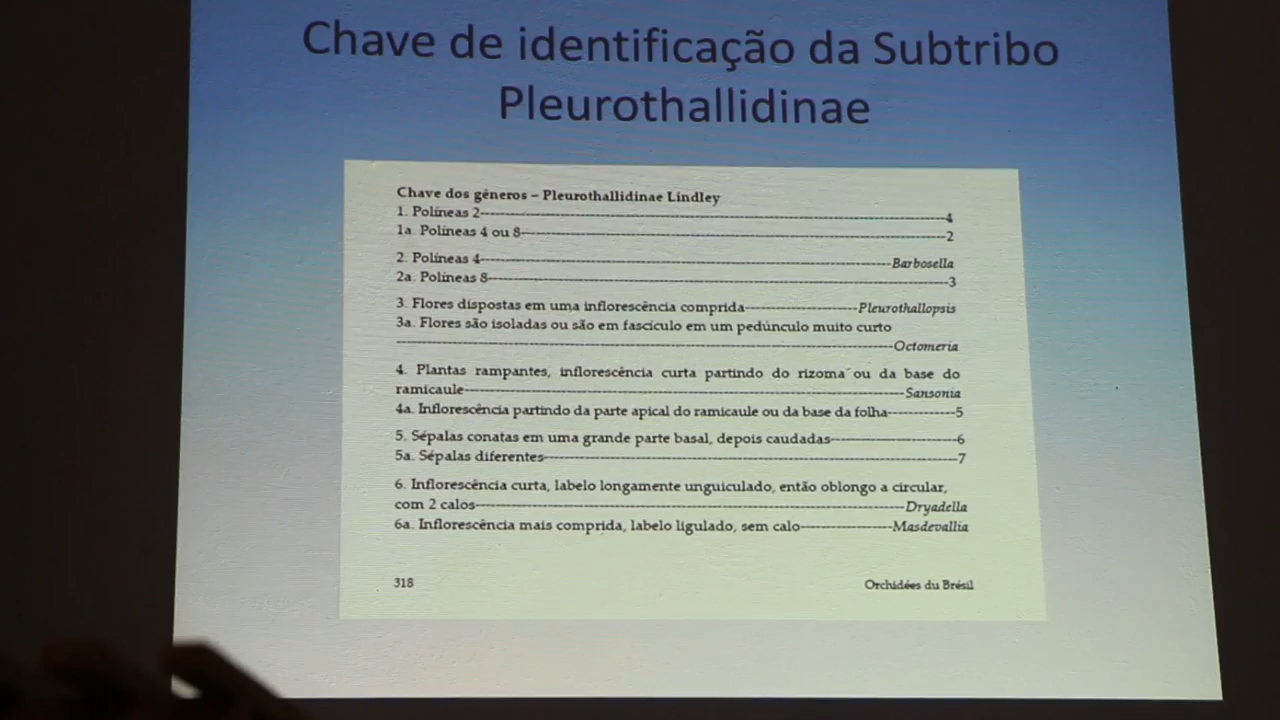 Chave de identificação da Subtribo
Pleurothallidinae
Chave dos gêneros – Pleurothallidinae Lindley
1. Políneas 2-----4
1a. Políneas 4 ou 8-----2
2. Políneas 4-----Barbosella
2a. Políneas 8-----3
3. Flores dispostas em uma inflorescência comprida-----Pleurothallopsis
3a. Flores são isoladas ou são em fascículo em um pedúnculo muito curto
-----Octomeria
4. Plantas rampantes, inflorescência curta partindo do rizoma ou da base do
ramicaule-----Sansonia
4a. Inflorescência partindo da parte apical do ramicaule ou da base da folha-----5
5. Sépalas conatas em uma grande parte basal, depois caudadas-----6
5a. Sépalas diferentes-----7
6. Inflorescência curta, labelo longamente unguiculado, então oblongo a circular,
com 2 calos-----Dryadella
6a. Inflorescência mais comprida, labelo ligulado, sem calo-----Masdevallia
318 Orchidées du Brésil